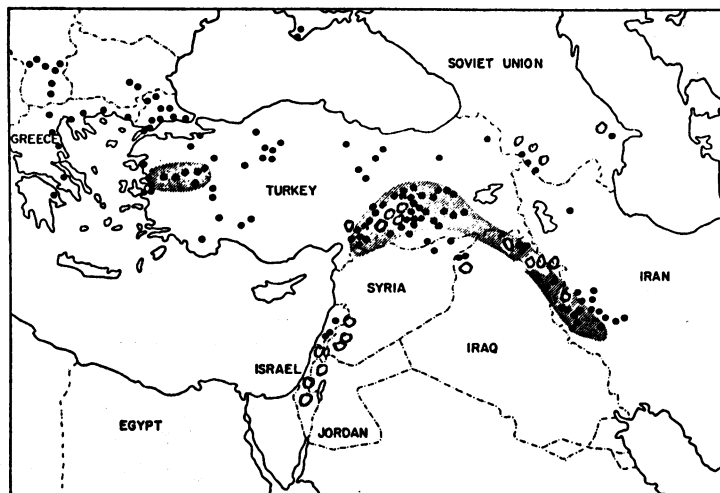 SOVIET UNION
GREECE
TURKEY
SYRIA
IRAN
ISRAEL
IRAQ
EGYPT
JORDAN